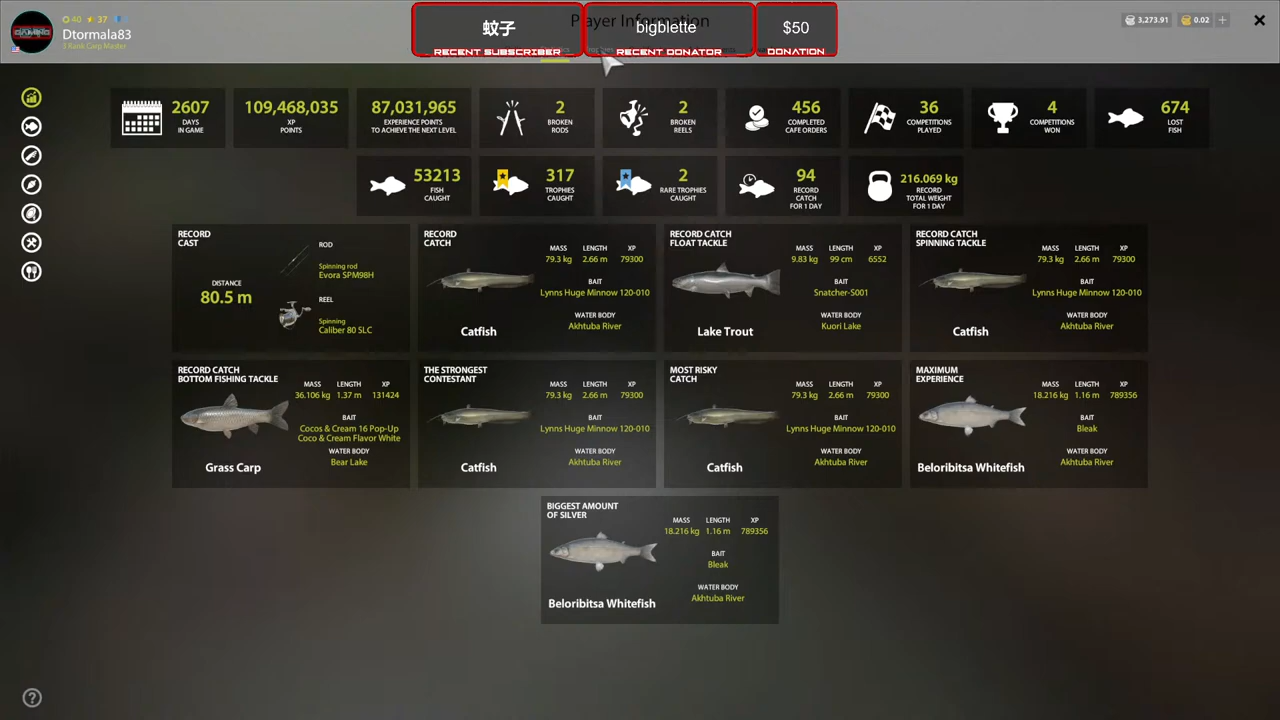 40 37
Dtormala83
3 Rank Carp Master
GAMING
蚊子
RECENT SUBSCRIBER
Player Information
bigblette
RECENT DONATOR
$50
DONATION
Trophies
3,273.91 0.02 +
2607
DAYS
IN GAME
109,468,035
XP
POINTS
87,031,965
EXPERIENCE POINTS
TO ACHIEVE THE NEXT LEVEL
2
BROKEN
RODS
2
BROKEN
REELS
456
COMPLETED
CAFE ORDERS
36
COMPETITIONS
PLAYED
4
COMPETITIONS
WON
674
LOST
FISH
53213
FISH
CAUGHT
317
TROPHIES
CAUGHT
2
RARE TROPHIES
CAUGHT
94
RECORD
CATCH
FOR 1 DAY
216.069 kg
RECORD
TOTAL WEIGHT
FOR 1 DAY
RECORD
CAST
DISTANCE
80.5 m
ROD
Spinning rod
Evora SPM98H
REEL
Spinning
Caliber 80 SLC
RECORD
CATCH
MASS LENGTH XP
79.3 kg 2.66 m 79300
BAIT
Lynns Huge Minnow 120-010
WATER BODY
Akhtuba River
Catfish
RECORD CATCH
FLOAT TACKLE
MASS LENGTH XP
9.83 kg 99 cm 6552
BAIT
Snatcher-S001
WATER BODY
Kuori Lake
Lake Trout
RECORD CATCH
SPINNING TACKLE
MASS LENGTH XP
79.3 kg 2.66 m 79300
BAIT
Lynns Huge Minnow 120-010
WATER BODY
Akhtuba River
Catfish
RECORD CATCH
BOTTOM FISHING TACKLE
MASS LENGTH XP
36.106 kg 1.37 m 131424
BAIT
Cocos & Cream 16 Pop-Up
Coco & Cream Flavor White
WATER BODY
Bear Lake
Grass Carp
THE STRONGEST
CONTESTANT
MASS LENGTH XP
79.3 kg 2.66 m 79300
BAIT
Lynns Huge Minnow 120-010
WATER BODY
Akhtuba River
Catfish
MOST RISKY
CATCH
MASS LENGTH XP
79.3 kg 2.66 m 79300
BAIT
Lynns Huge Minnow 120-010
WATER BODY
Akhtuba River
Catfish
MAXIMUM
EXPERIENCE
MASS LENGTH XP
18.216 kg 1.16 m 789356
BAIT
Bleak
WATER BODY
Akhtuba River
Beloribitsa Whitefish
BIGGEST AMOUNT
OF SILVER
MASS LENGTH XP
18.216 kg 1.16 m 789356
BAIT
Bleak
WATER BODY
Akhtuba River
Beloribitsa Whitefish
?